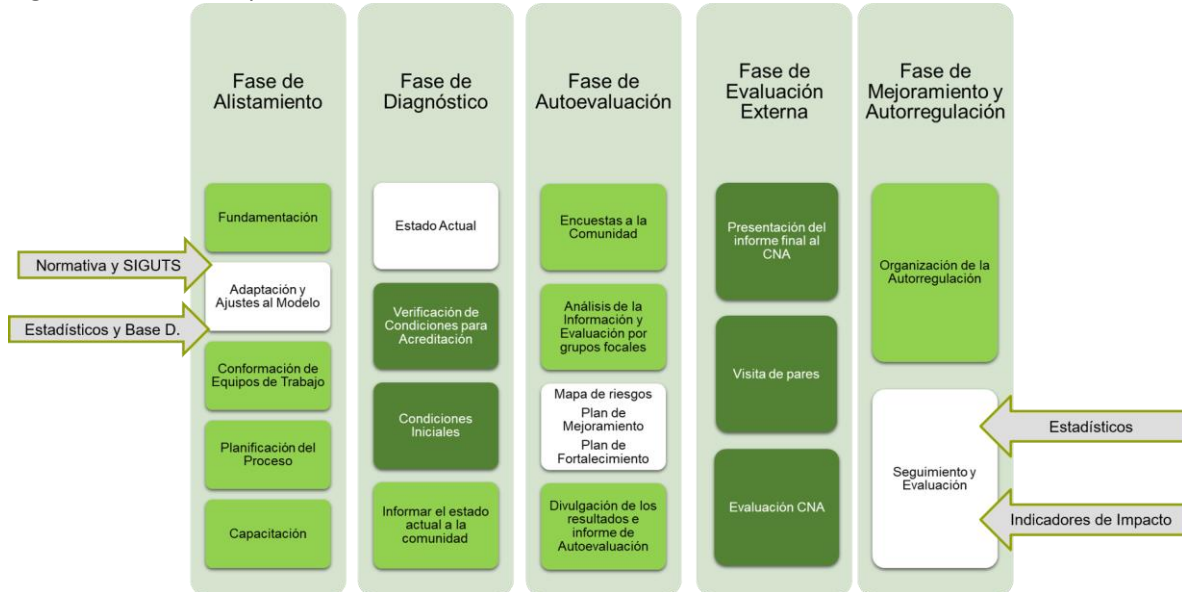 Fase de
Alistamiento
Fundamentación
Normativa y SIGUTS
Adaptación y
Ajustes al Modelo
Estadísticos y Base D.
Conformación de
Equipos de Trabajo
Planificación del
Proceso
Capacitación
Fase de
Diagnóstico
Estado Actual
Verificación de
Condiciones para
Acreditación
Condiciones
Iniciales
Informar el estado
actual a la
comunidad
Fase de
Autoevaluación
Encuestas a la
Comunidad
Análisis de la
Información y
Evaluación por
grupos focales
Mapa de riesgos
Plan de
Mejoramiento
Plan de
Fortalecimiento
Divulgación de los
resultados e
informe de
Autoevaluación
Fase de
Evaluación
Externa
Presentación del
informe final al
CNA
Visita de pares
Evaluación CNA
Fase de
Mejoramiento y
Autorregulación
Organización de la
Autorregulación
Seguimiento y
Evaluación
Estadísticos
Indicadores de Impacto